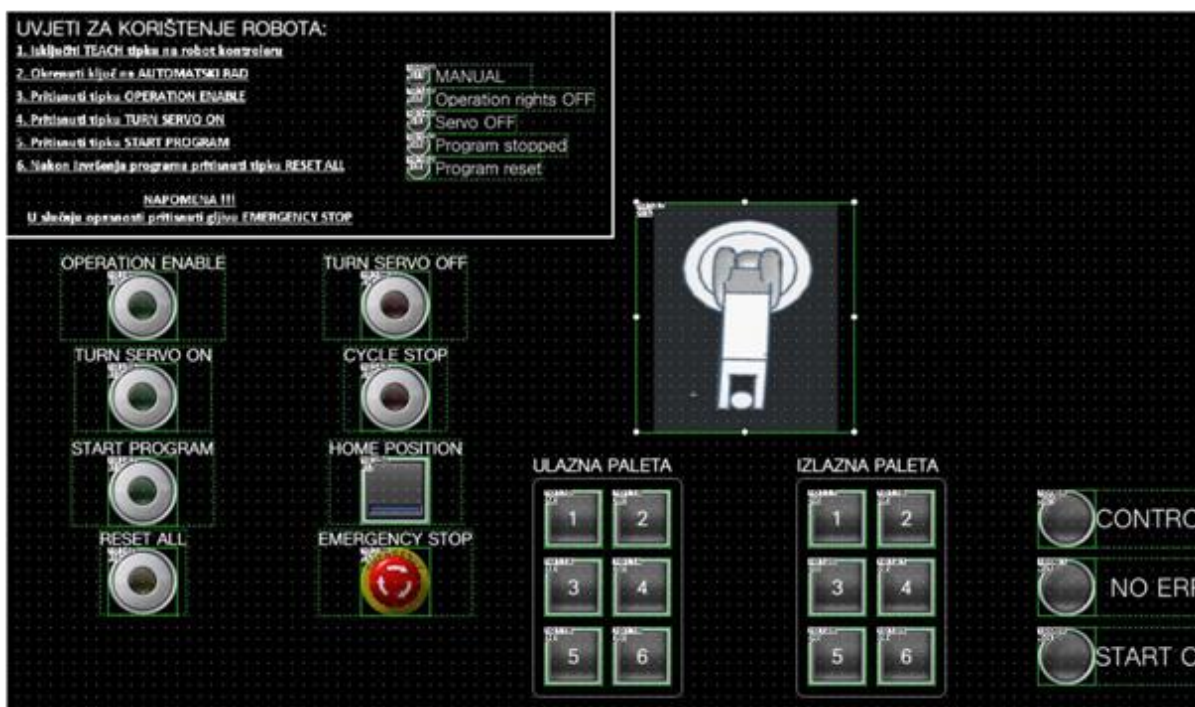 UVJETI ZA KORIŠTENJE ROBOTA:
1. Isključiti TEACH tipku na robot kontroleru
2. Okrenuti ključ na AUTOMATSKI RAD
3. Pritisnuti tipku OPERATION ENABLE
4. Pritisnuti tipku TURN SERVO ON
5. Pritisnuti tipku START PROGRAM
6. Nakon izvršenja programa pritisnuti tipku RESET ALL
NAPOMENA !!!
U slučaju opasnosti pritisnuti gljivu EMERGENCY STOP
MANUAL
Operation rights OFF
Servo OFF
Program stopped
Program reset
OPERATION ENABLE
TURN SERVO OFF
TURN SERVO ON
CYCLE STOP
START PROGRAM
HOME POSITION
RESET ALL
EMERGENCY STOP
ULAZNA PALETA
1 2
3 4
5 6
IZLAZNA PALETA
1 2
3 4
5 6
CONTRO
NO ERR
START O